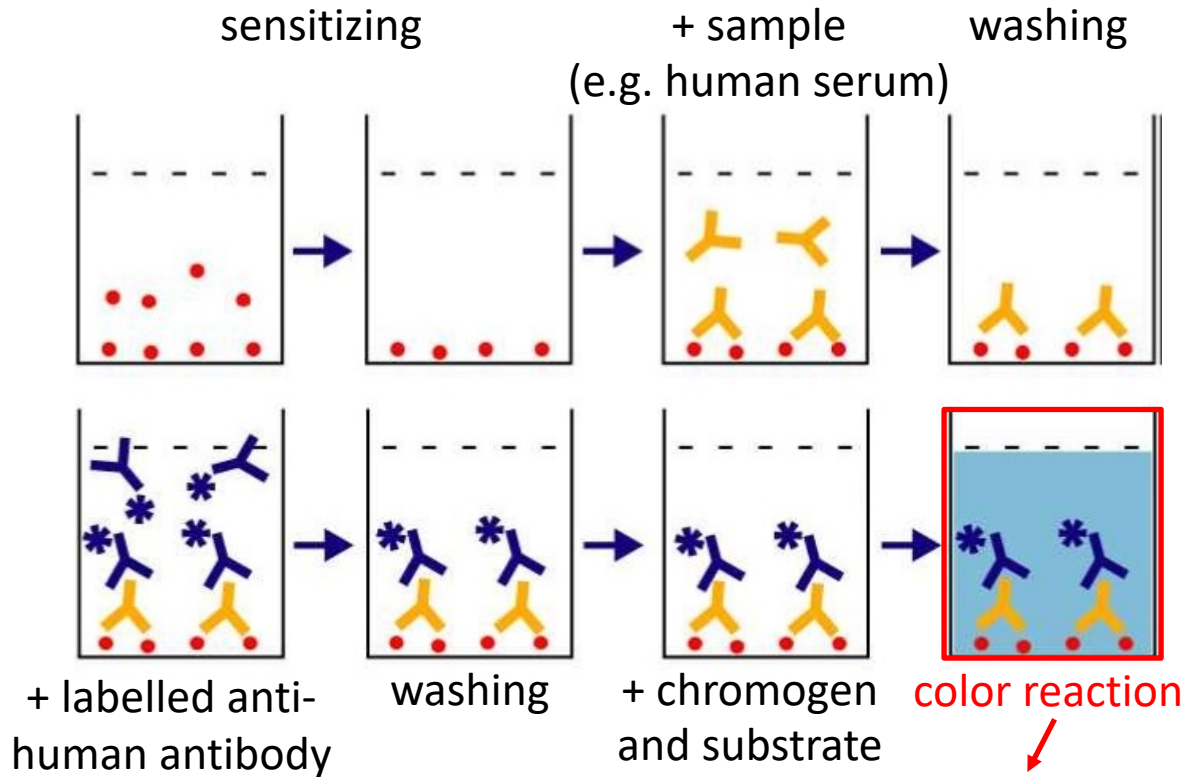 sensitizing
+ sample
(e.g. human serum)
washing
+ labelled anti-
human antibody
washing
+ chromogen
and substrate
color reaction